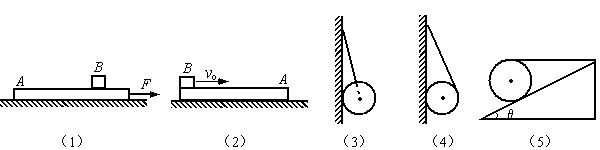 A B F B v₀ A θ
(1) (2) (3) (4) (5)